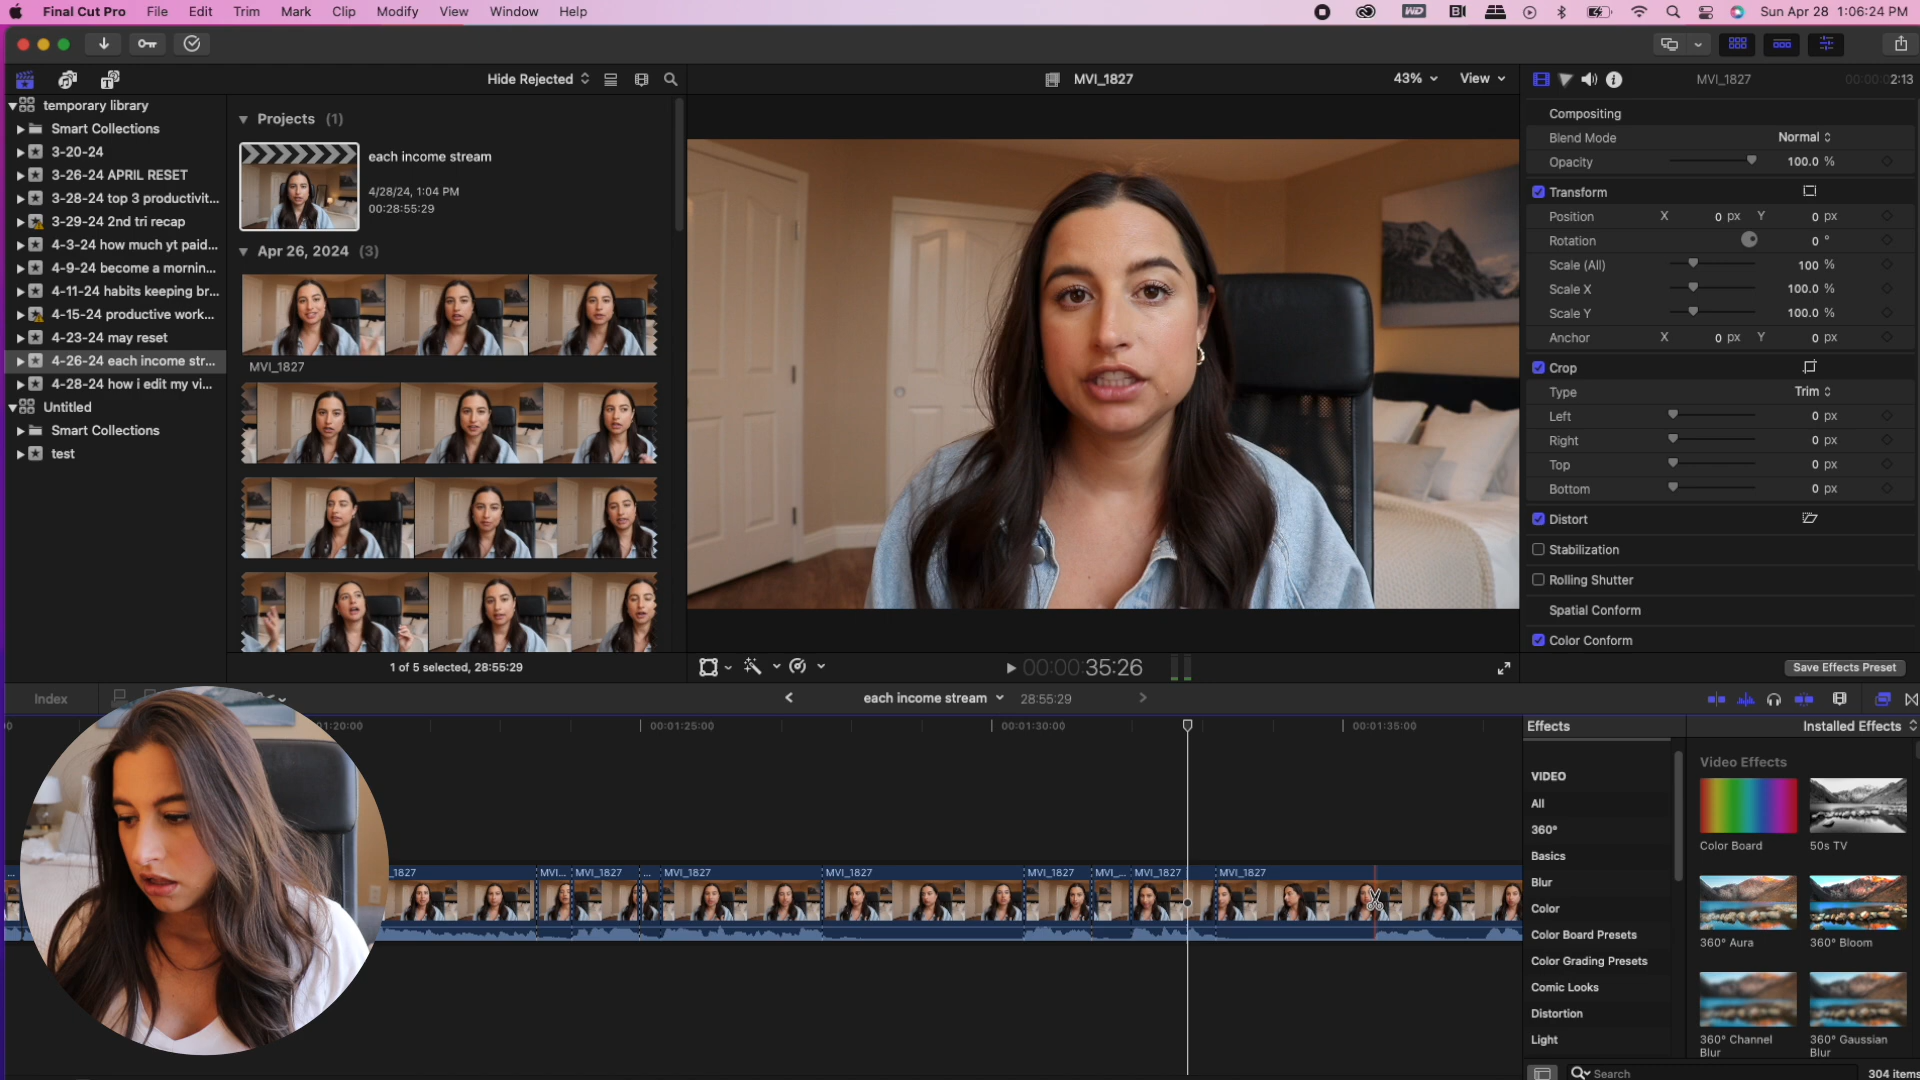 Final Cut Pro File Edit Trim Mark Clip Modify View Window Help
Sun Apr 28 1:06:24 PM
Hide Rejected
MVI_1827
43%
View
MVI_1827
2:13
temporary library
Smart Collections
3-20-24
3-26-24 APRIL RESET
3-28-24 top 3 productivit...
3-29-24 2nd tri recap
4-3-24 how much yt paid...
4-9-24 become a mornin...
4-11-24 habits keeping br...
4-15-24 productive work...
4-23-24 may reset
4-26-24 each income str...
4-28-24 how i edit my vi...
Untitled
Smart Collections
test
Projects (1)
each income stream
4/28/24, 1:04 PM
00:28:55:29
Apr 26, 2024 (3)
MVI_1827
1 of 5 selected, 28:55:29
00:00:35:26
Compositing
Blend Mode Normal
Opacity 100.0 %
Transform
Position X 0 px Y 0 px
Rotation 0 °
Scale (All) 100 %
Scale X 100.0 %
Scale Y 100.0 %
Anchor X 0 px Y 0 px
Crop
Type Trim
Left 0 px
Right 0 px
Top 0 px
Bottom 0 px
Distort
Stabilization
Rolling Shutter
Spatial Conform
Color Conform
Save Effects Preset
Index
each income stream
28:55:29
:20:00
00:01:25:00
00:01:30:00
00:01:35:00
... _1827 MVI... MVI_1827 ... MVI_1827 MVI_1827 MVI_1827 MVI_... MVI_1827 MVI_1827
Effects
Installed Effects
VIDEO
All
360°
Basics
Blur
Color
Color Board Presets
Color Grading Presets
Comic Looks
Distortion
Light
Video Effects
Color Board
50s TV
360° Aura
360° Bloom
360° Channel Blur
360° Gaussian Blur
Search
304 items